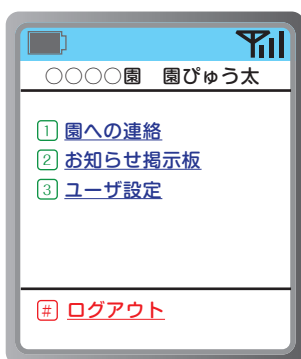 ○○○○園 園ぴゅう太
1 園への連絡
2 お知らせ掲示板
3 ユーザ設定
# ログアウト